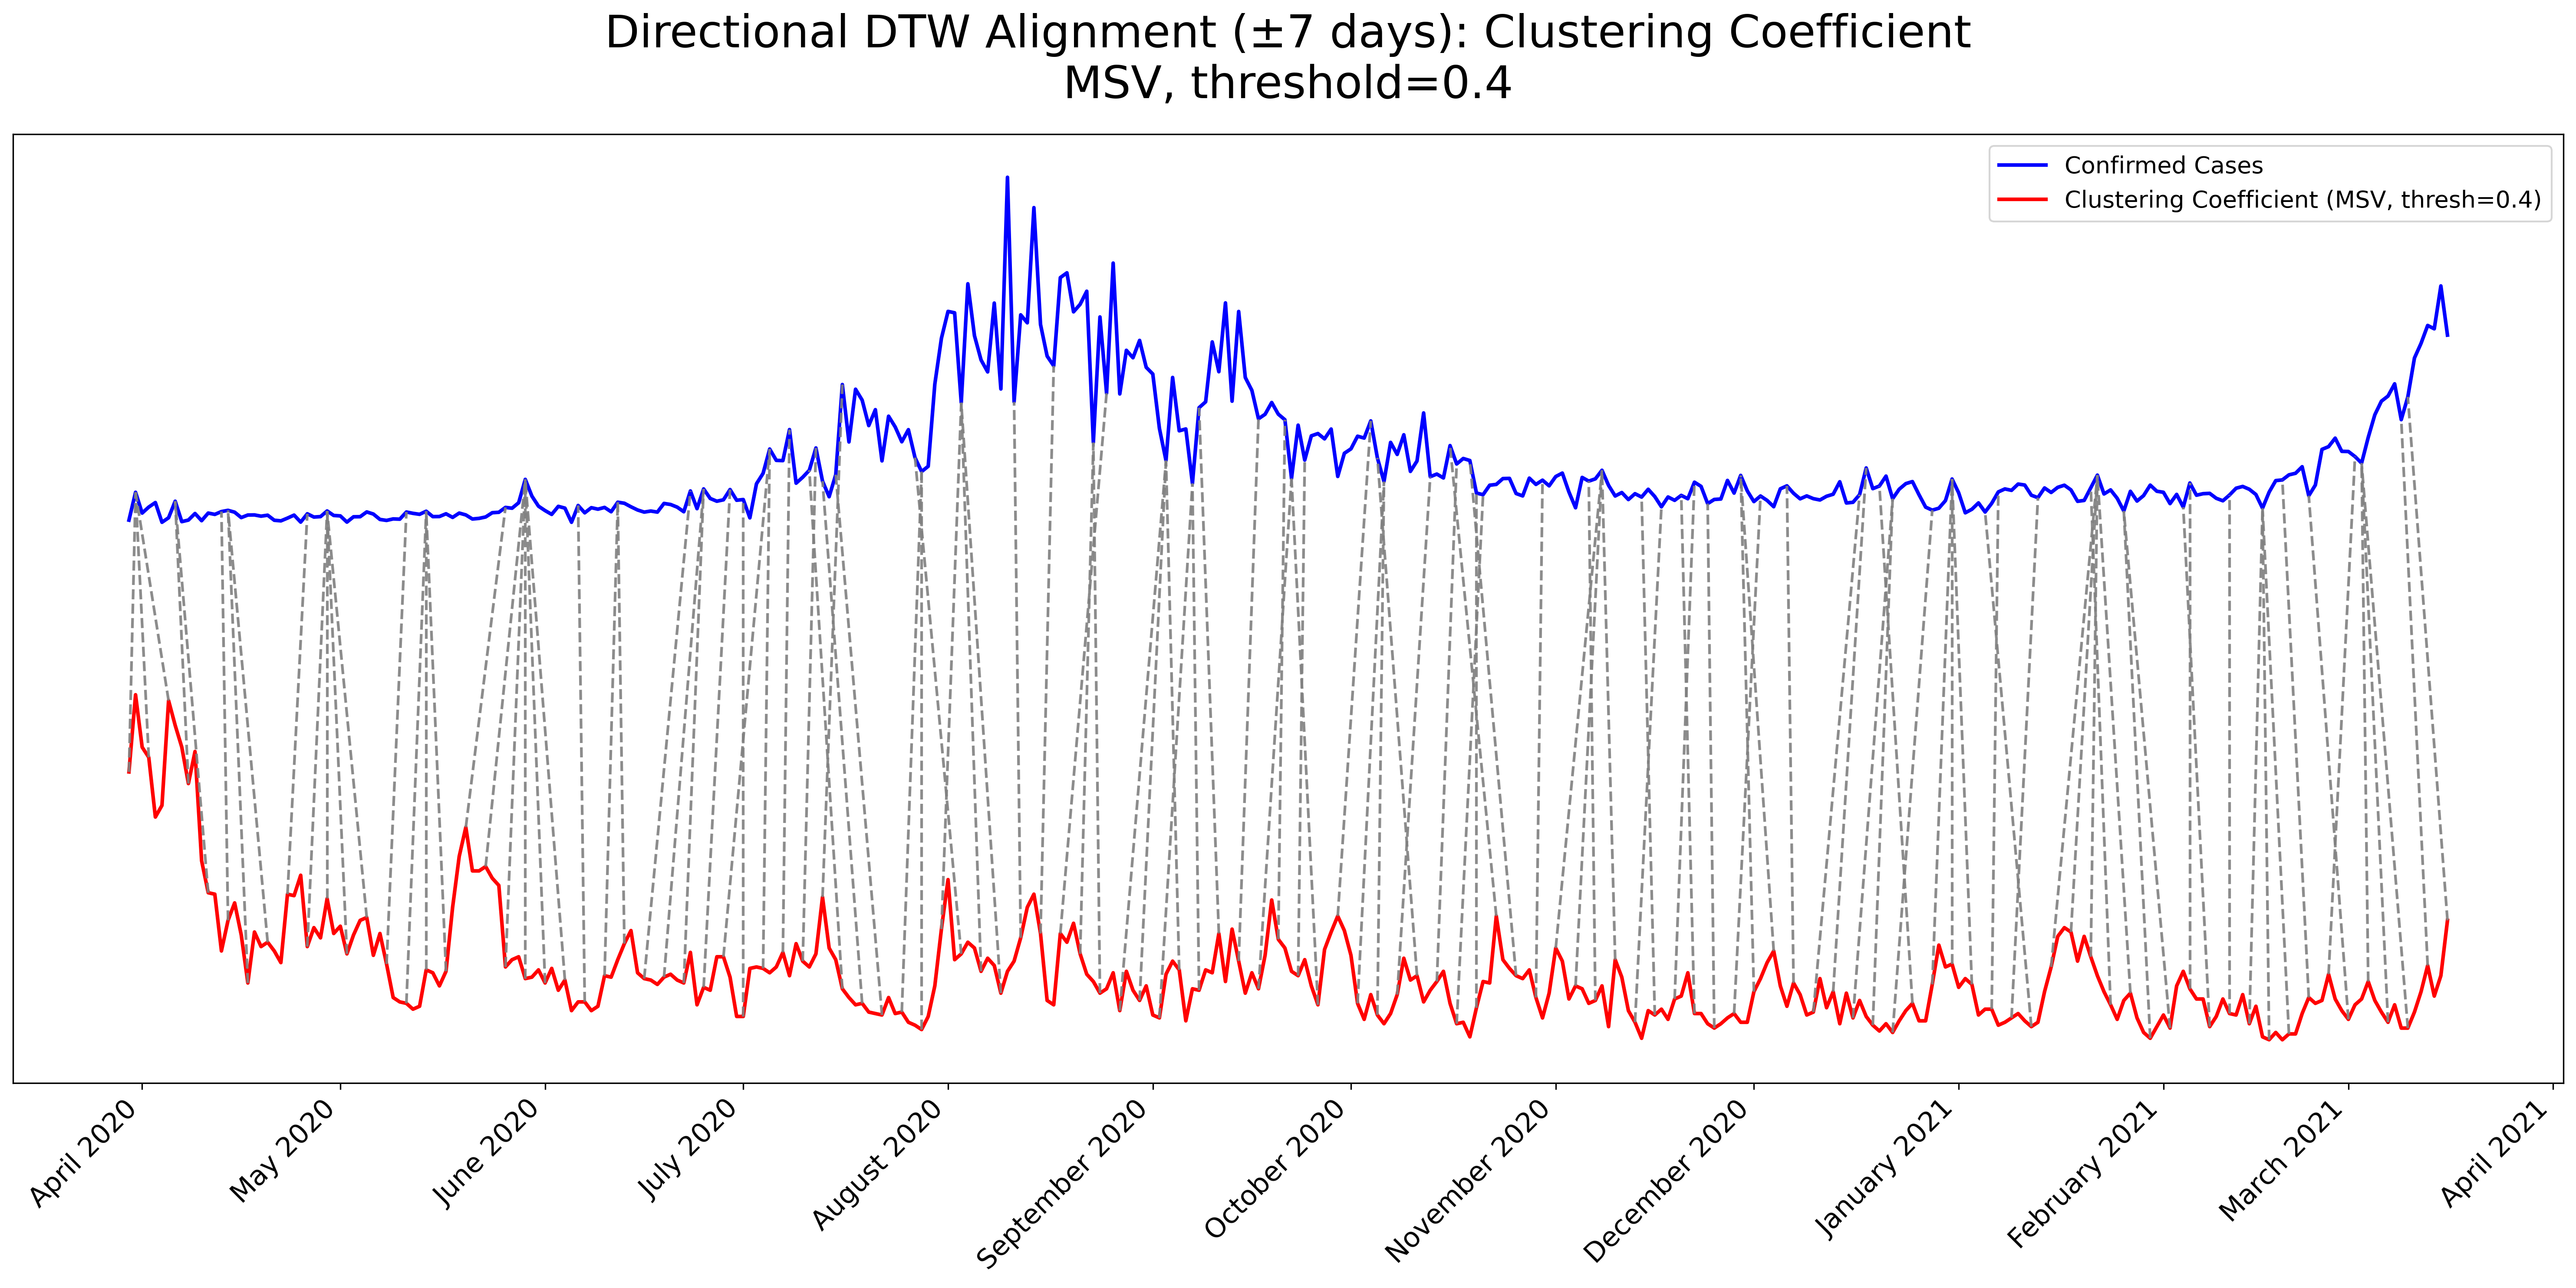 Directional DTW Alignment (±7 days): Clustering Coefficient
MSV, threshold=0.4
Confirmed Cases
Clustering Coefficient (MSV, thresh=0.4)
April 2020
May 2020
June 2020
July 2020
August 2020
September 2020
October 2020
November 2020
December 2020
January 2021
February 2021
March 2021
April 2021